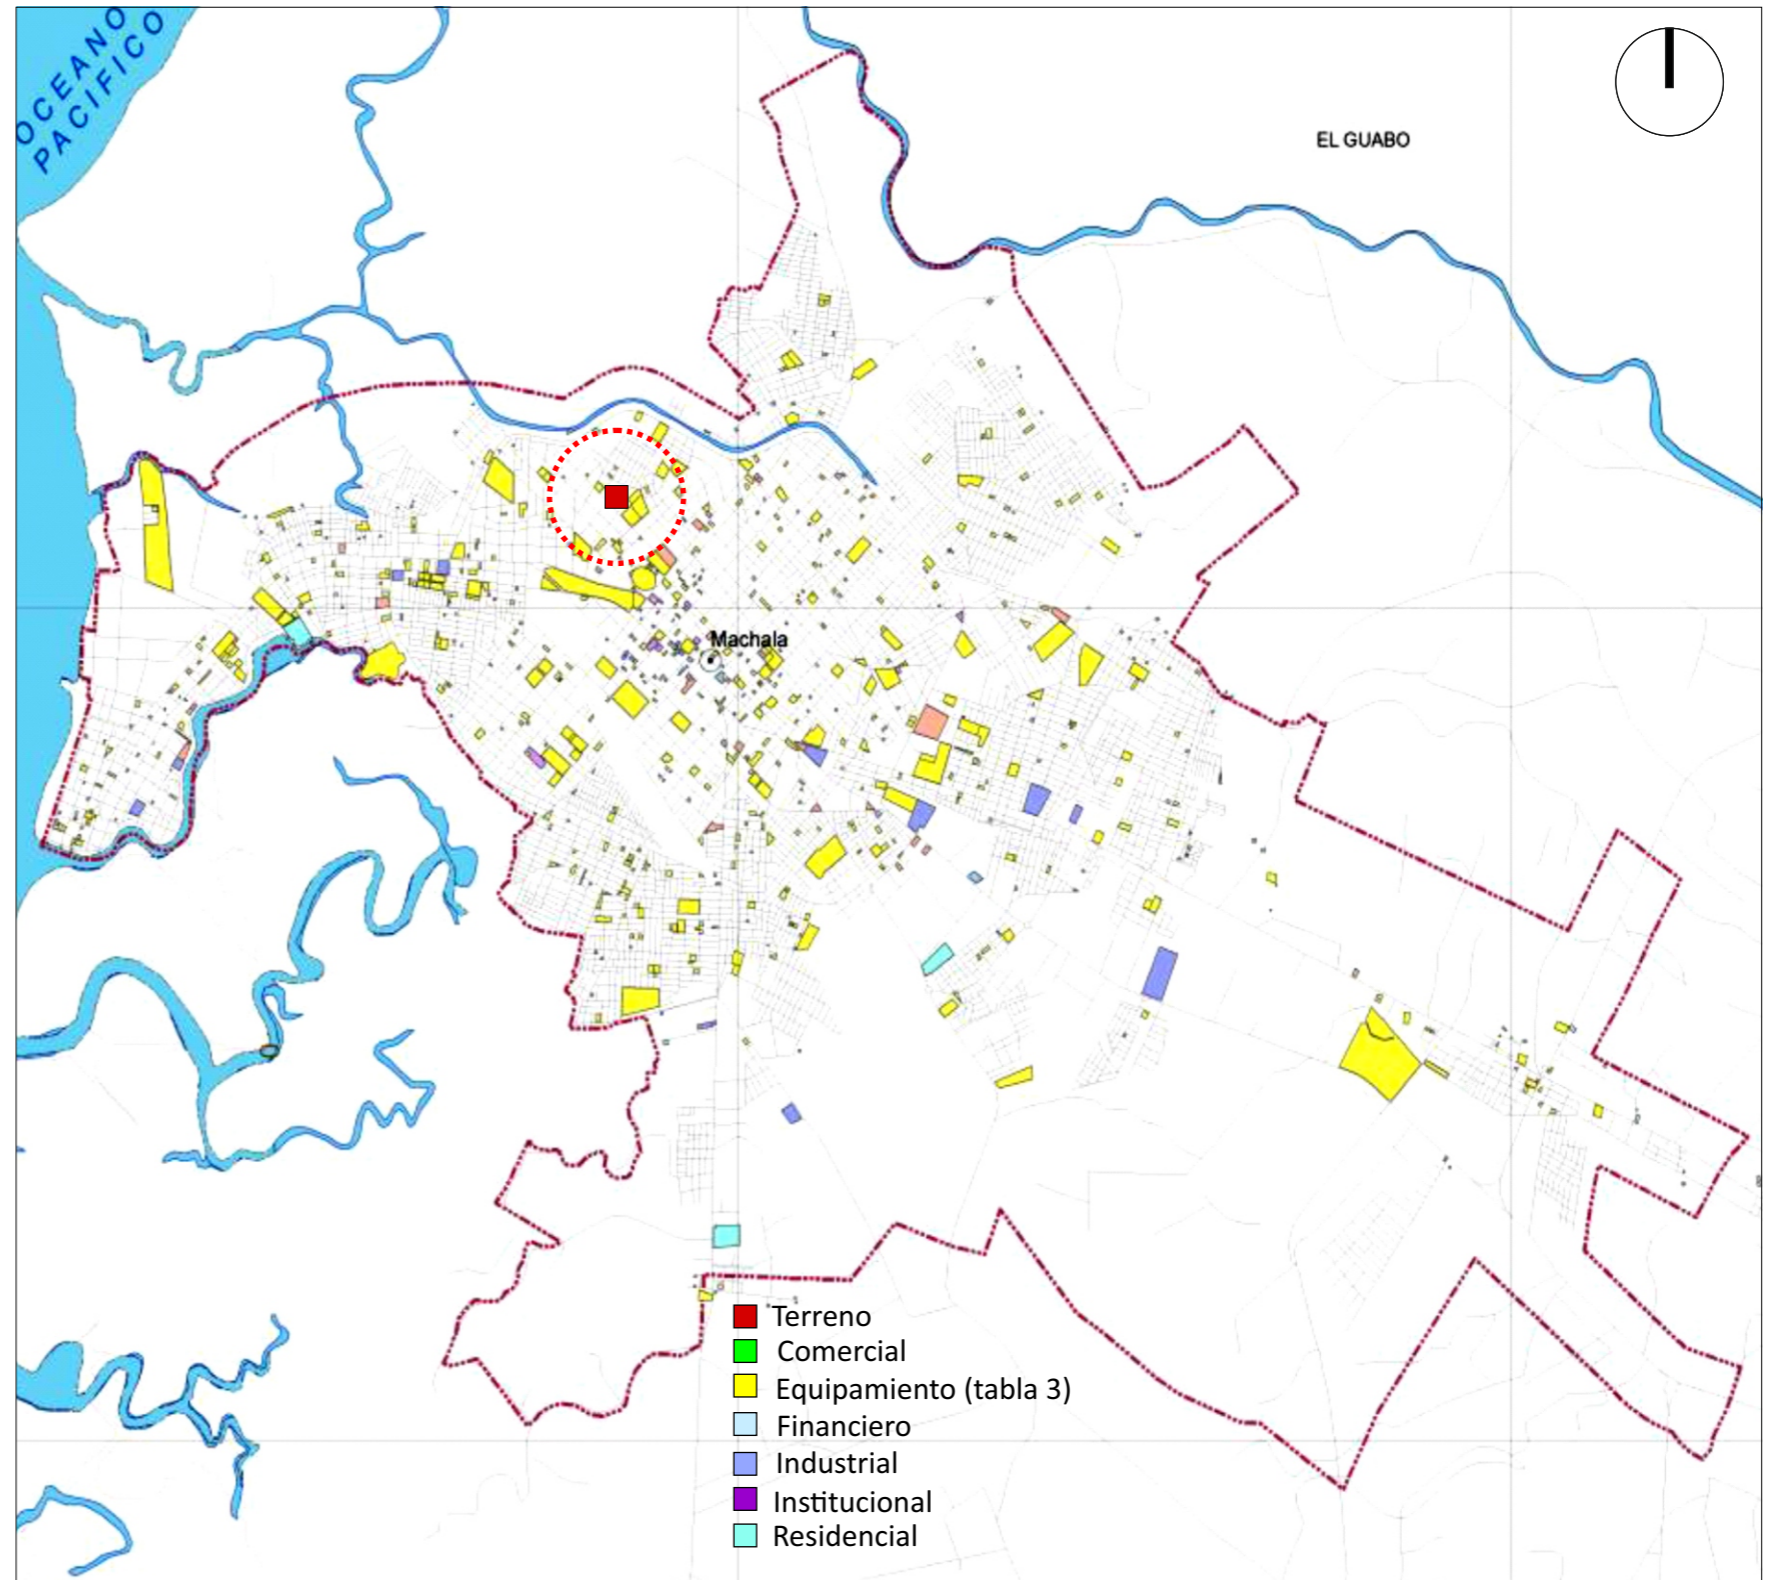 OCEANO
PACIFICO
EL GUABO
Machala
Terreno
Comercial
Equipamiento (tabla 3)
Financiero
Industrial
Institucional
Residencial